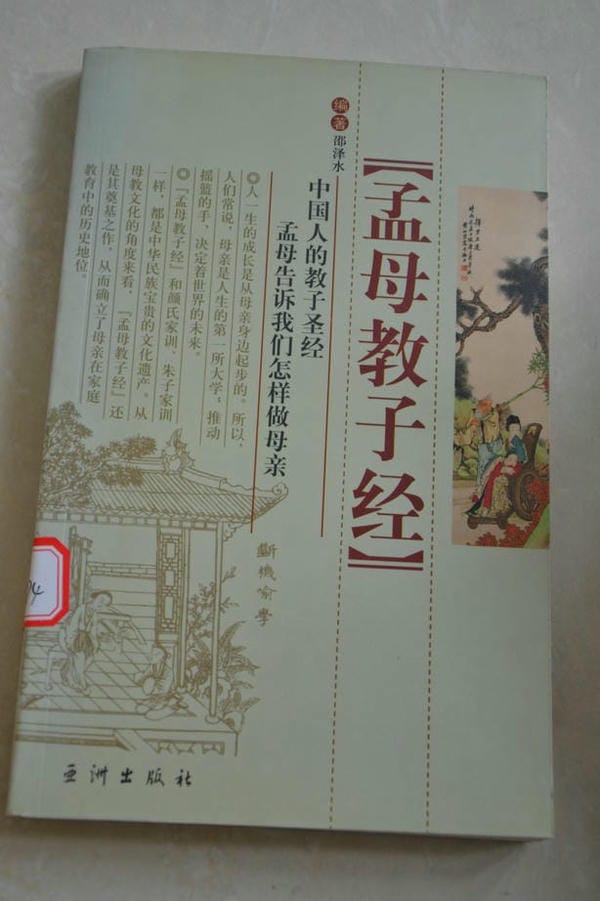 【孟母教子经】
编著 邵泽水
中国人的教子圣经
孟母告诉我们怎样做母亲
◎人一生的成长是从母亲身边起步的。所以,
人们常说,母亲是人生的第一所大学;推动
摇篮的手、决定着世界的未来。
◎『孟母教子经』和颜氏家训、朱子家训
一样,都是中华民族宝贵的文化遗产。从
母教文化的角度来看,『孟母教子经』还
是其奠基之作,从而确立了母亲在家庭
教育中的历史地位。
斷機喻學
亚洲出版社